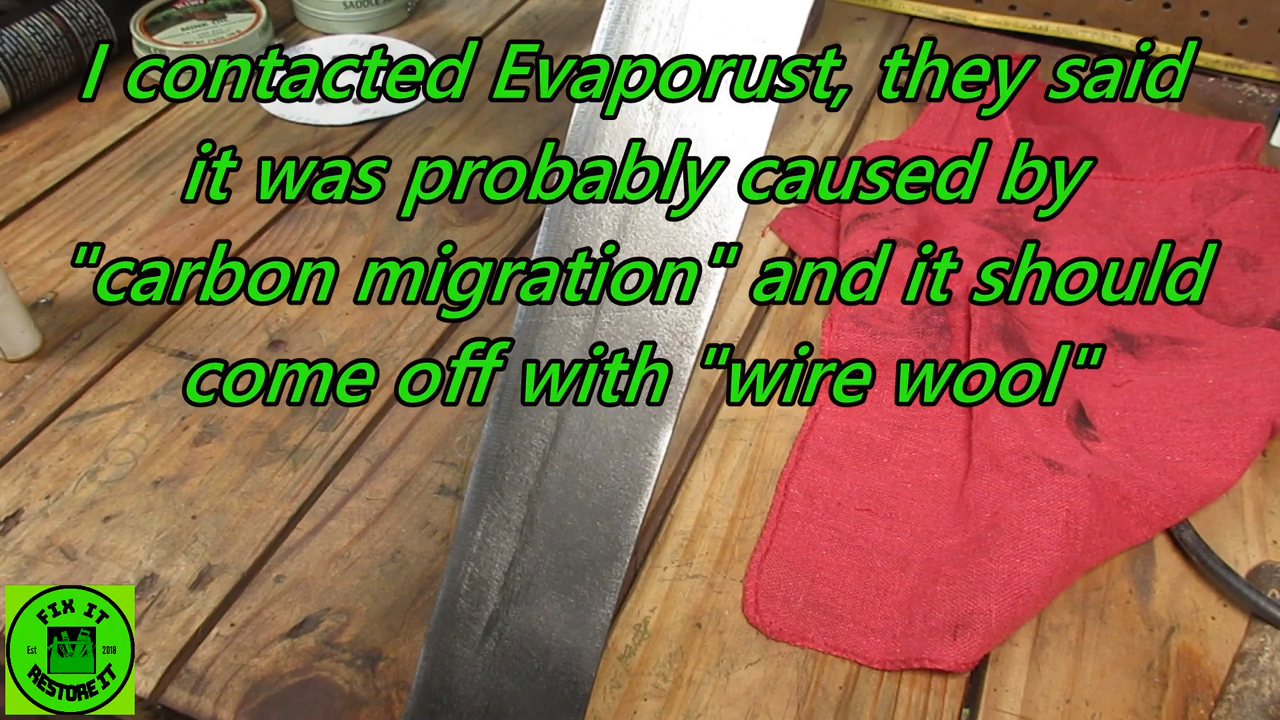 SADDLE
I contacted Evaporust, they said
it was probably caused by
"carbon migration" and it should
come off with "wire wool"
FIX IT
Est 2018
RESTORE IT